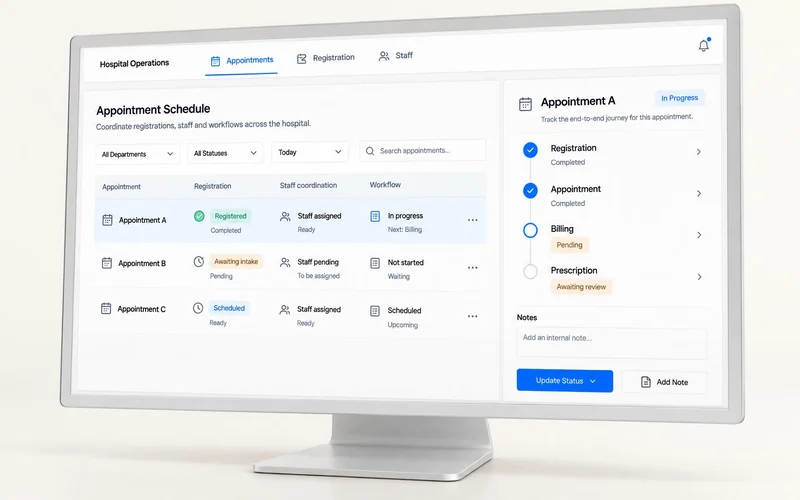 Hospital Operations
Appointments
Registration
Staff
Appointment Schedule
Coordinate registrations, staff and workflows across the hospital.
All Departments
All Statuses
Today
Search appointments...
Appointment
Registration
Staff coordination
Workflow
Appointment A
Registered
Completed
Staff assigned
Ready
In progress
Next: Billing
Appointment B
Awaiting intake
Pending
Staff pending
To be assigned
Not started
Waiting
Appointment C
Scheduled
Ready
Staff assigned
Ready
Scheduled
Upcoming
Appointment A
In Progress
Track the end-to-end journey for this appointment.
Registration
Completed
Appointment
Completed
Billing
Pending
Prescription
Awaiting review
Notes
Add an internal note...
Update Status
Add Note